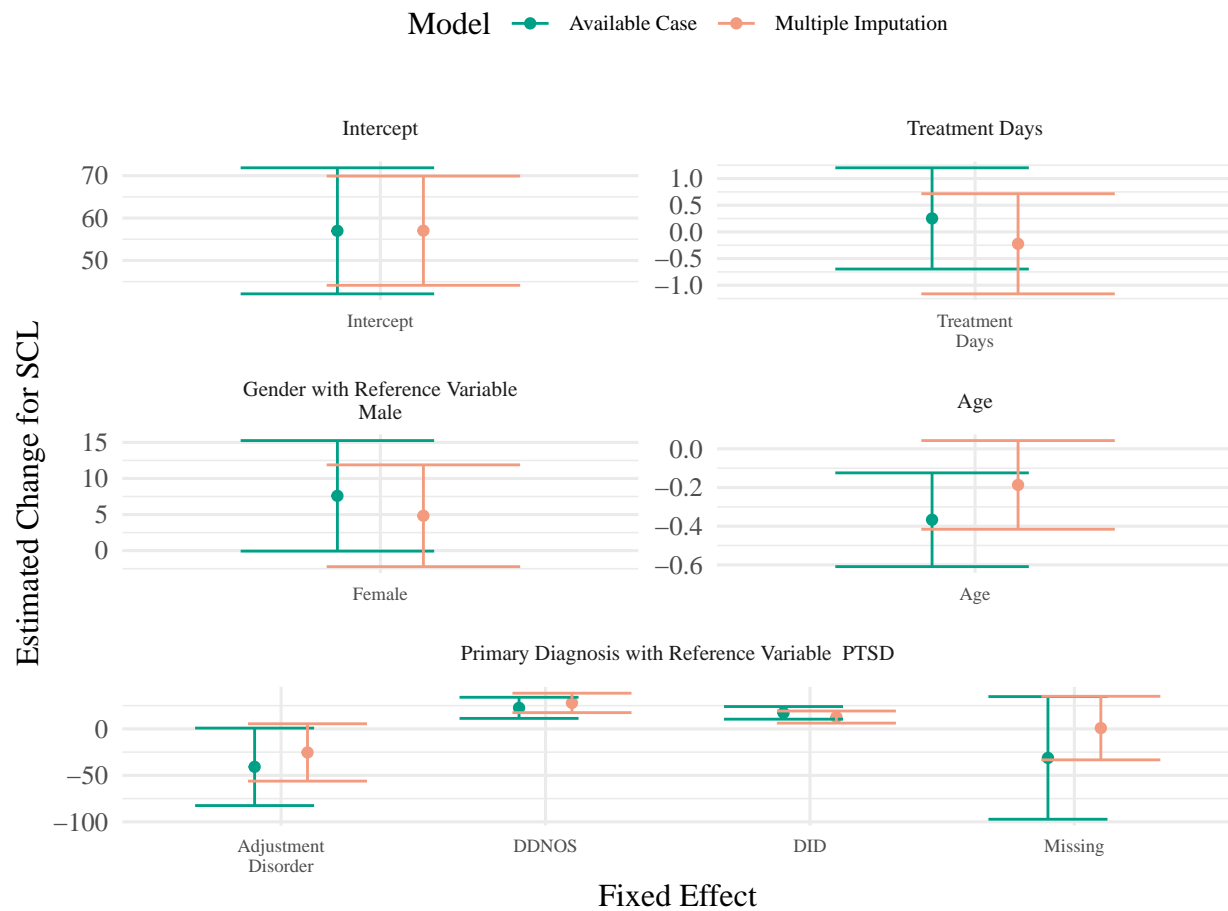 Model Available Case Multiple Imputation
Estimated Change for SCL
Intercept
70
60
50
Intercept
Treatment Days
1.0
0.5
0.0
−0.5
−1.0
Treatment
Days
Gender with Reference Variable
Male
15
10
5
0
Female
Age
0.0
−0.2
−0.4
−0.6
Age
Primary Diagnosis with Reference Variable  PTSD
0
−50
−100
Adjustment
Disorder
DDNOS
DID
Missing
Fixed Effect